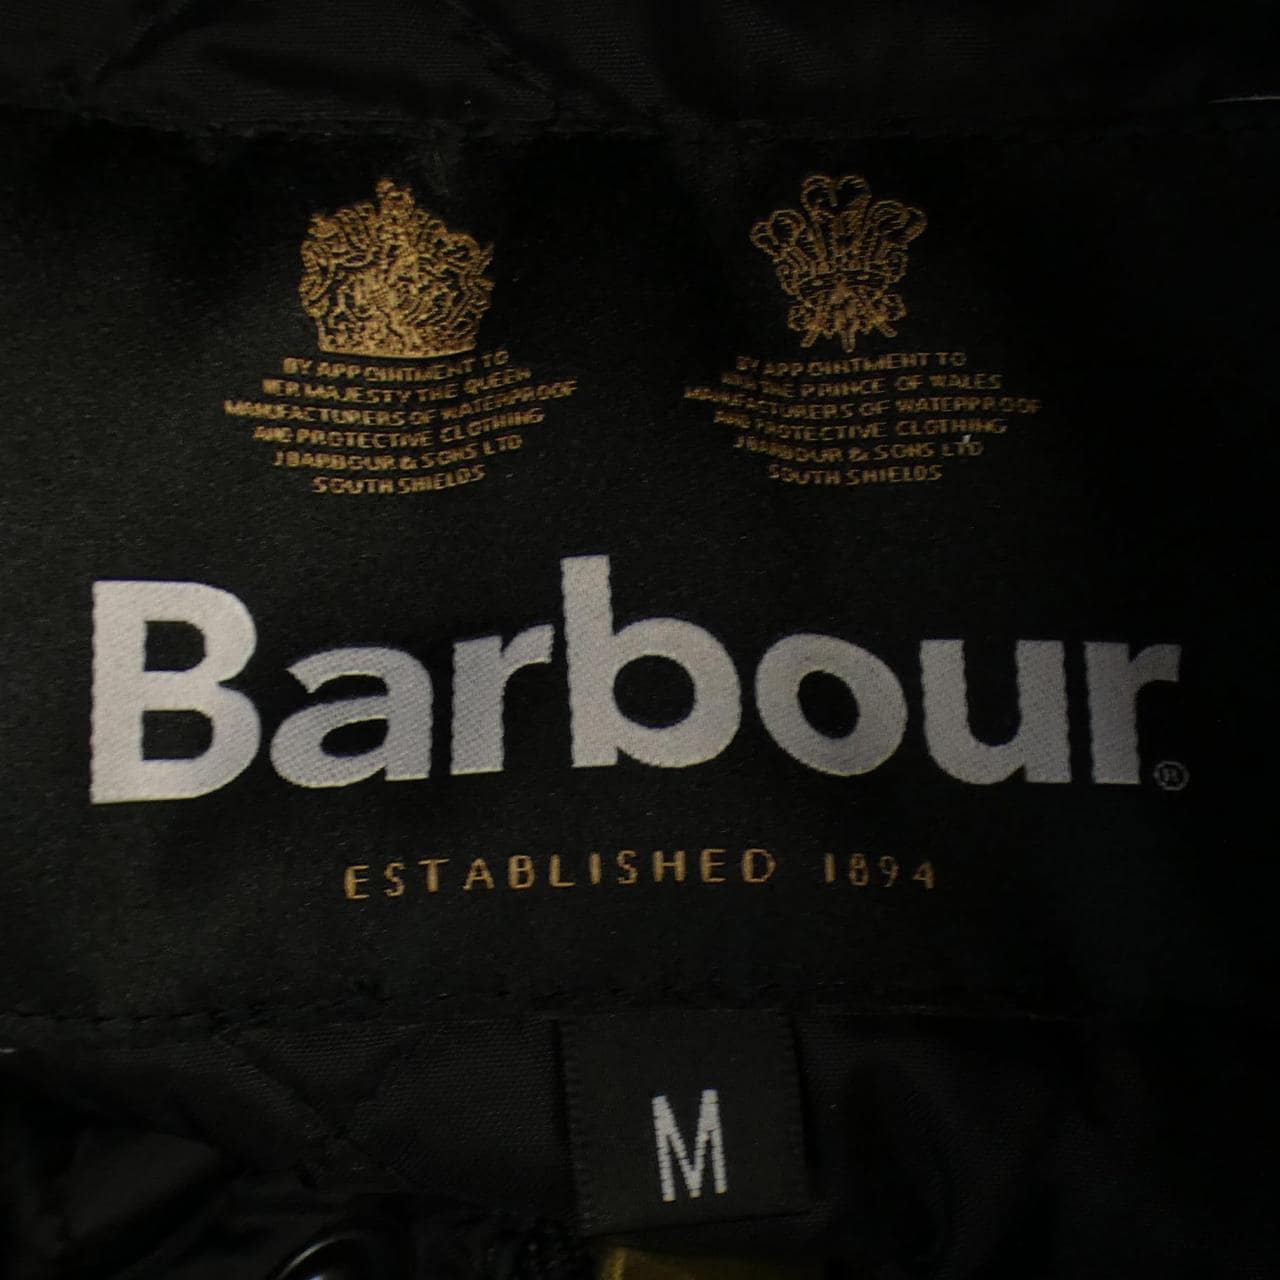 BY APPOINTMENT TO
HER MAJESTY THE QUEEN
MANUFACTURERS OF WATERPROOF
AND PROTECTIVE CLOTHING
J BARBOUR & SONS LTD
SOUTH SHIELDS
BY APPOINTMENT TO
HRH THE PRINCE OF WALES
MANUFACTURERS OF WATERPROOF
AND PROTECTIVE CLOTHING
J BARBOUR & SONS LTD
SOUTH SHIELDS
Barbour®
ESTABLISHED 1894
M